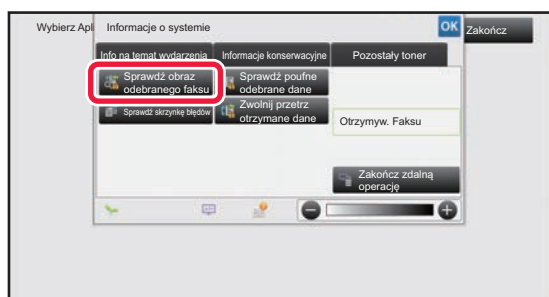 Wybierz Apl
Informacje o systemie
OK
Zakończ
Info na temat wydarzenia
Informacje konserwacyjne
Pozostały toner
Sprawdź obraz
odebranego faksu
Sprawdź poufne
odebrane dane
Sprawdź skrzynkę błędów
Zwolnij przetrz
otrzymane dane
Otrzymyw. Faksu
Zakończ zdalną
operację